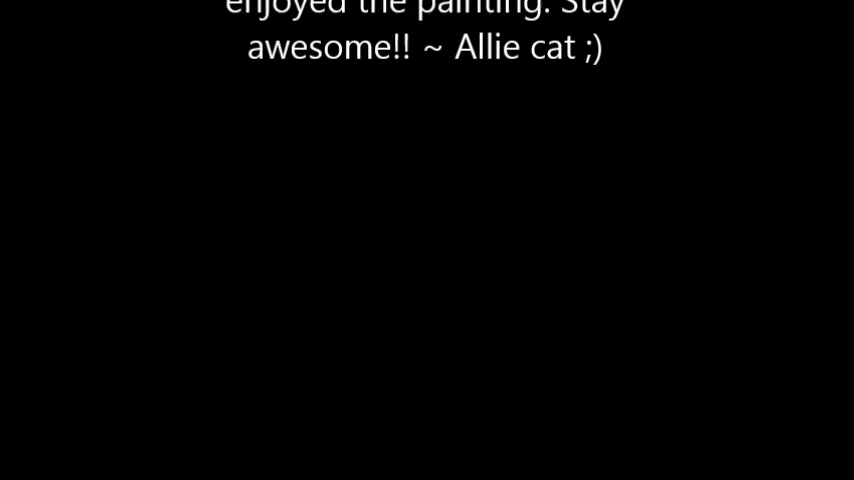 enjoyed the painting. Stay
awesome!! ~ Allie cat ;)